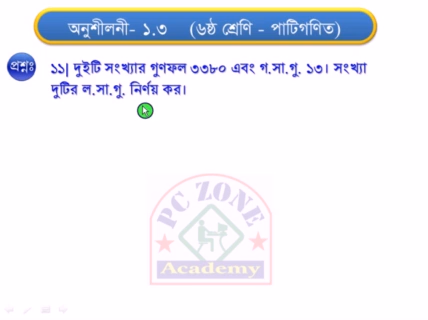 অনুশীলনী- ১.৩ (৬ষ্ঠ শ্রেণি - পাটিগণিত)
প্রশ্নঃ ১১| দুইটি সংখ্যার গুণফল ৩৩৮০ এবং গ.সা.গু. ১৩। সংখ্যা
দুটির ল.সা.গু. নির্ণয় কর।
PC ZONE
Academy